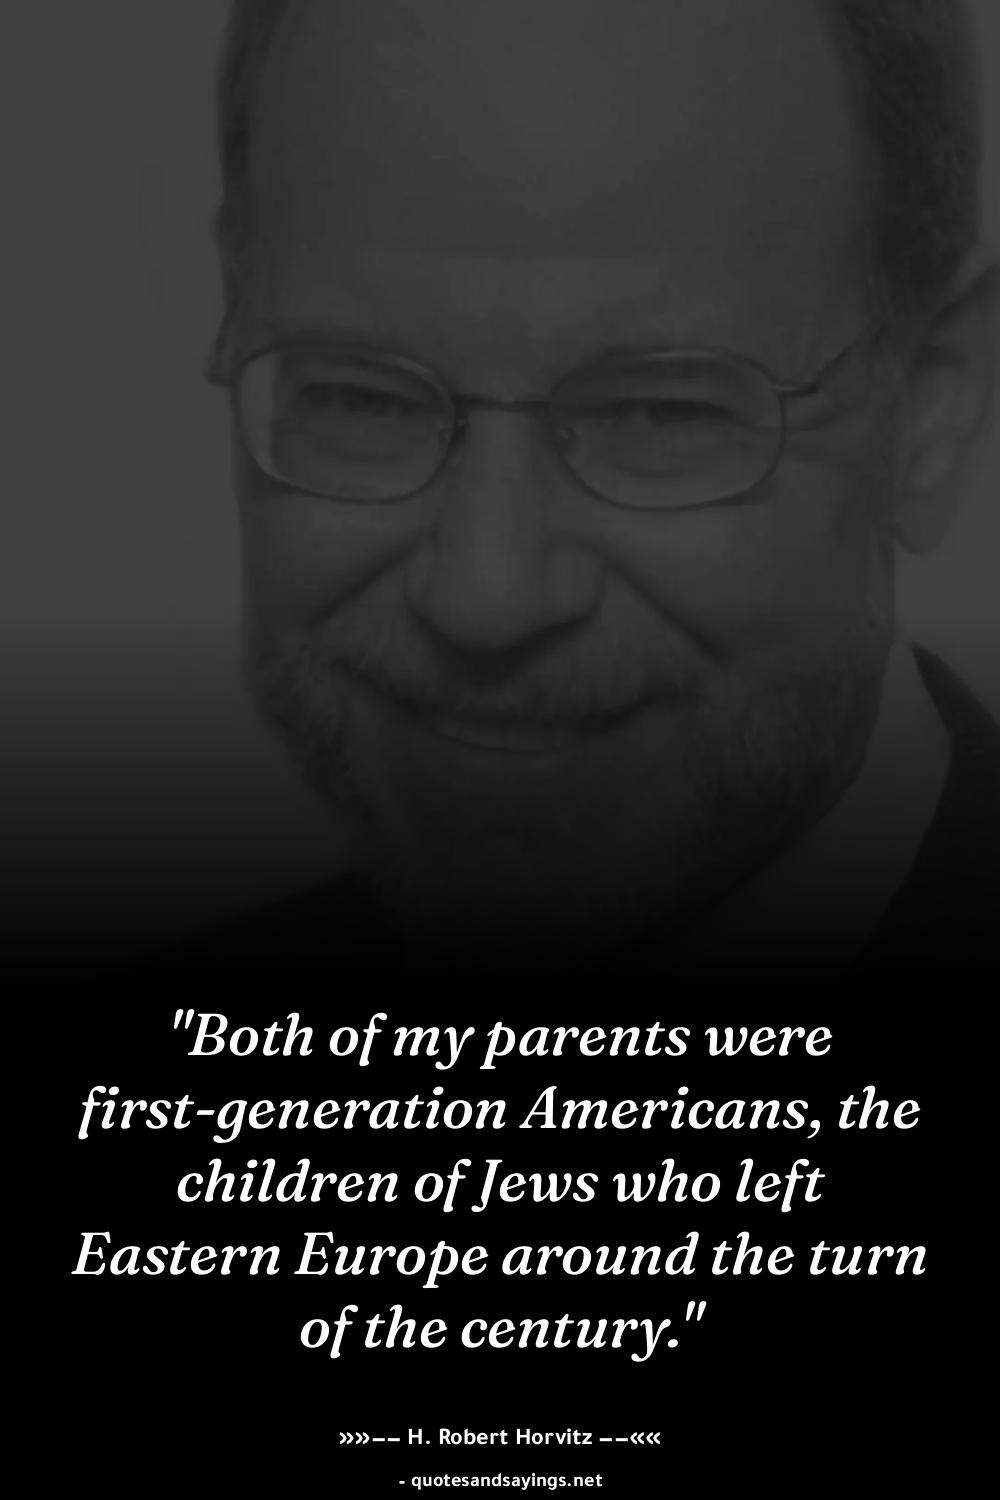 "Both of my parents were
first-generation Americans, the
children of Jews who left
Eastern Europe around the turn
of the century."
»»–– H. Robert Horvitz ––««
- quotesandsayings.net